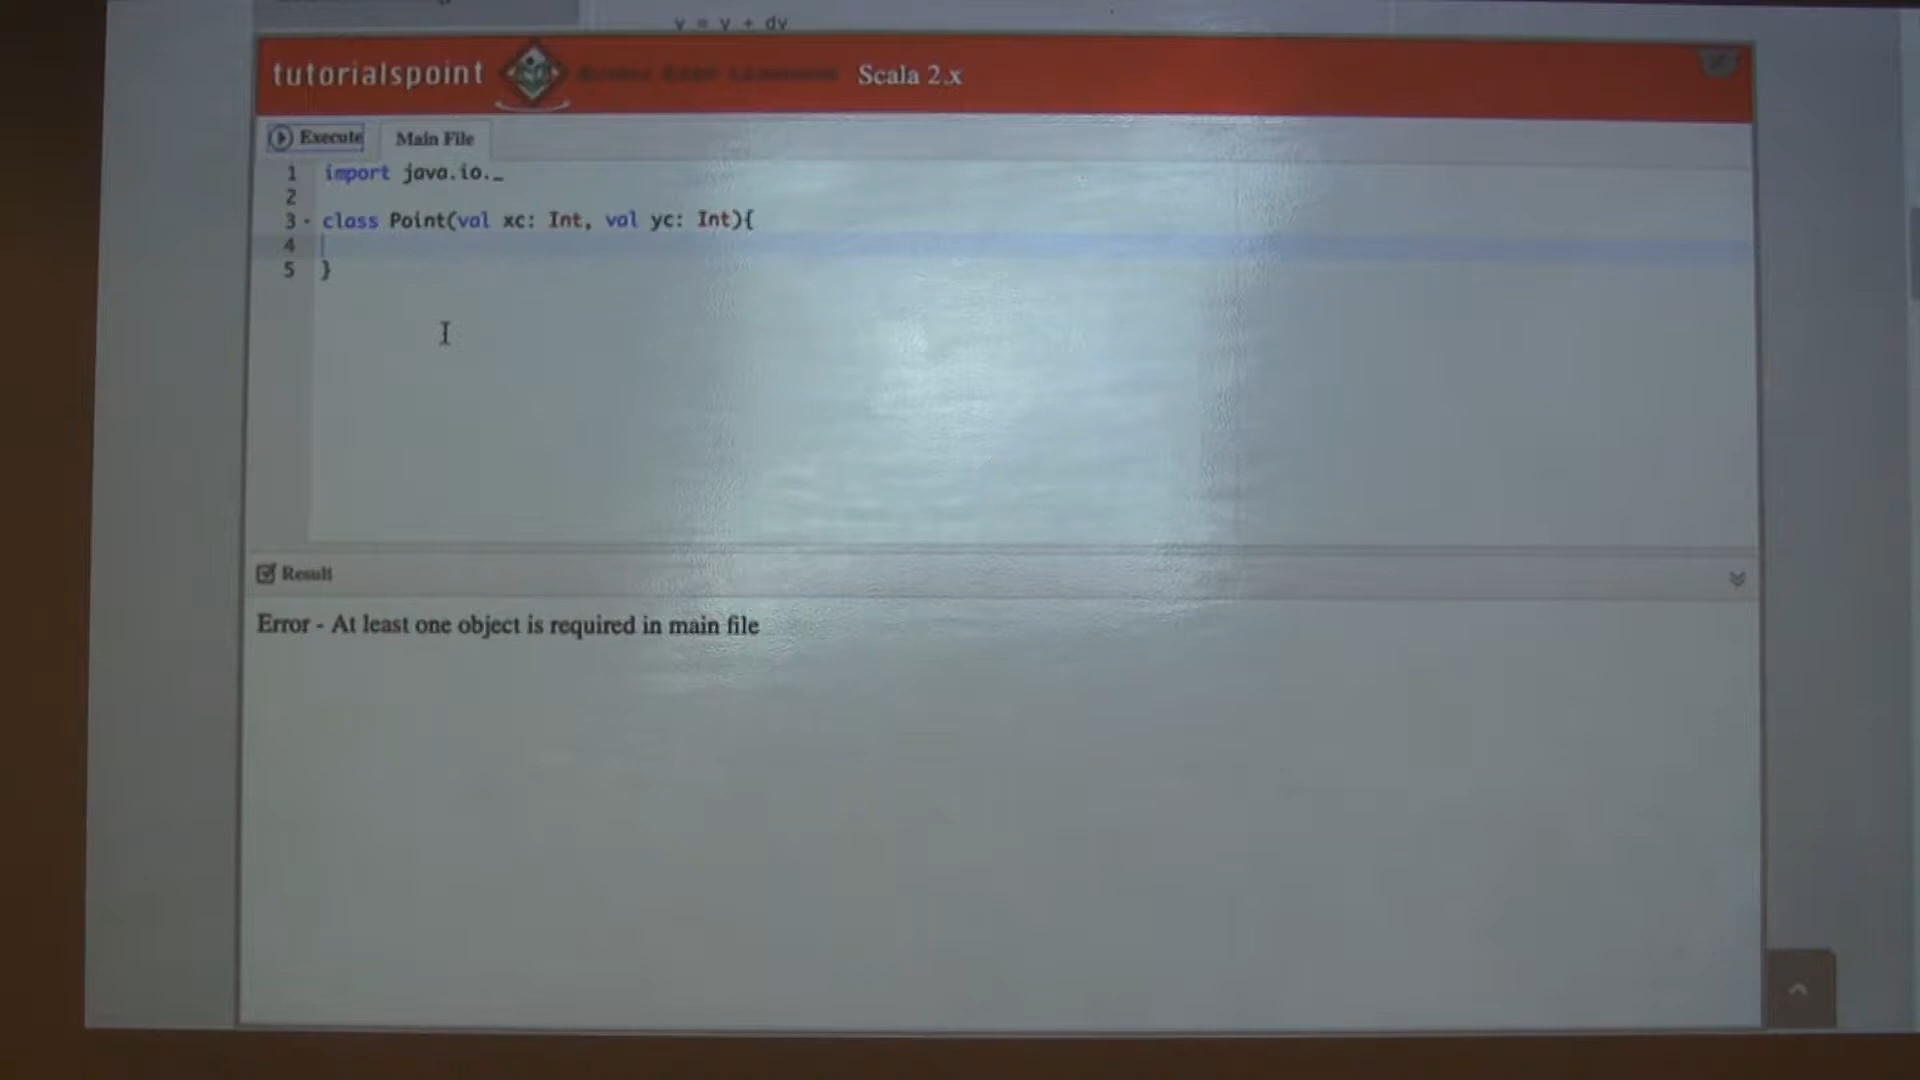 y = y + dy
tutorialspoint Scala 2.x
Execute Main File
1 import java.io._
2
3 class Point(val xc: Int, val yc: Int){
4
5 }
Result
Error - At least one object is required in main file